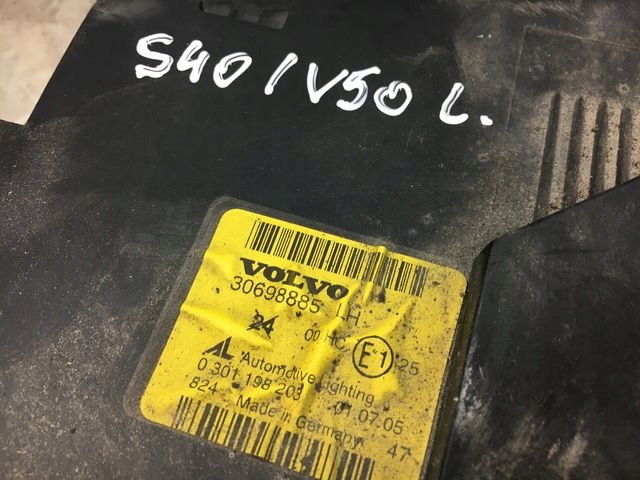 S40/V50 L.
VOLVO
30698885 LH
24 00 HC E1 25
AL Automotive Lighting
0 301 198 203 01.07.05
824 Made in Germany 47